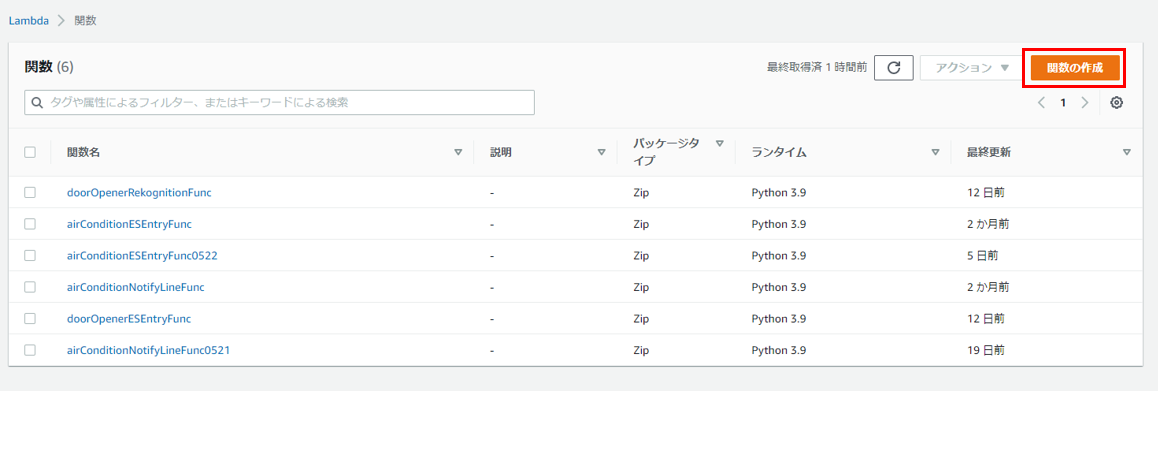 Lambda > 関数
関数 (6) 最終取得済 1 時間前 アクション 関数の作成
タグや属性によるフィルター、またはキーワードによる検索 1
関数名 説明 パッケージタイプ ランタイム 最終更新
doorOpenerRekognitionFunc - Zip Python 3.9 12 日前
airConditionESEntryFunc - Zip Python 3.9 2 か月前
airConditionESEntryFunc0522 - Zip Python 3.9 5 日前
airConditionNotifyLineFunc - Zip Python 3.9 2 か月前
doorOpenerESEntryFunc - Zip Python 3.9 12 日前
airConditionNotifyLineFunc0521 - Zip Python 3.9 19 日前